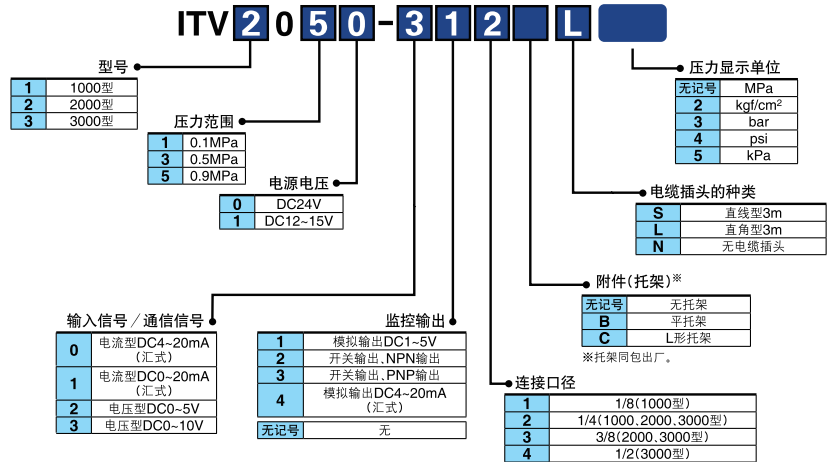 ITV 2 0 5 0 - 3 1 2 L
型号
1 1000型
2 2000型
3 3000型
压力范围
1 0.1MPa
3 0.5MPa
5 0.9MPa
电源电压
0 DC24V
1 DC12~15V
压力显示单位
无记号 MPa
2 kgf/cm²
3 bar
4 psi
5 kPa
电缆插头的种类
S 直线型3m
L 直角型3m
N 无电缆插头
附件(托架)※
无记号 无托架
B 平托架
C L形托架
※托架同包出厂。
输入信号／通信信号
0 电流型DC4~20mA
(汇式)
1 电流型DC0~20mA
(汇式)
2 电压型DC0~5V
3 电压型DC0~10V
监控输出
1 模拟输出DC1~5V
2 开关输出、NPN输出
3 开关输出、PNP输出
4 模拟输出DC4~20mA
(汇式)
无记号 无
连接口径
1 1/8(1000型)
2 1/4(1000、2000、3000型)
3 3/8(2000、3000型)
4 1/2(3000型)